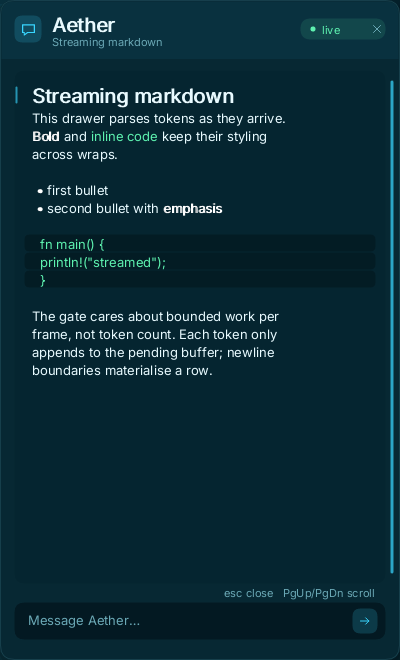 Aether
Streaming markdown
live
Streaming markdown
This drawer parses tokens as they arrive.
Bold and inline code keep their styling
across wraps.
• first bullet
• second bullet with emphasis
fn main() {
println!("streamed");
}
The gate cares about bounded work per
frame, not token count. Each token only
appends to the pending buffer; newline
boundaries materialise a row.
esc close PgUp/PgDn scroll
Message Aether...